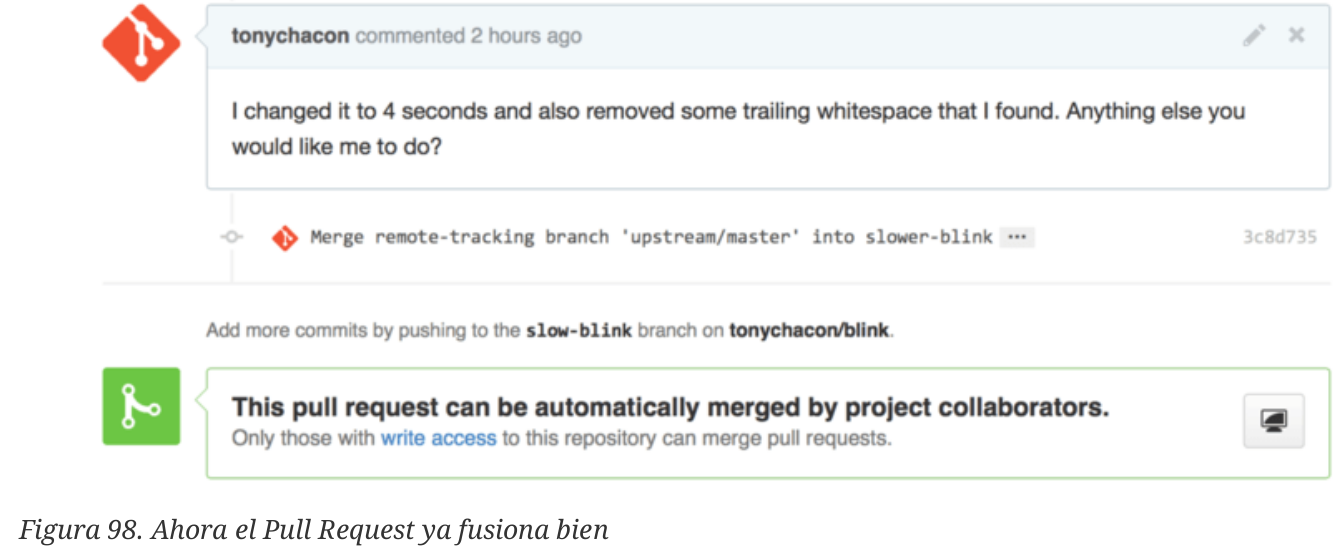 tonychacon commented 2 hours ago
I changed it to 4 seconds and also removed some trailing whitespace that I found. Anything else you
would like me to do?
Merge remote-tracking branch 'upstream/master' into slower-blink ··· 3c8d735
Add more commits by pushing to the slow-blink branch on tonychacon/blink.
This pull request can be automatically merged by project collaborators.
Only those with write access to this repository can merge pull requests.
Figura 98. Ahora el Pull Request ya fusiona bien